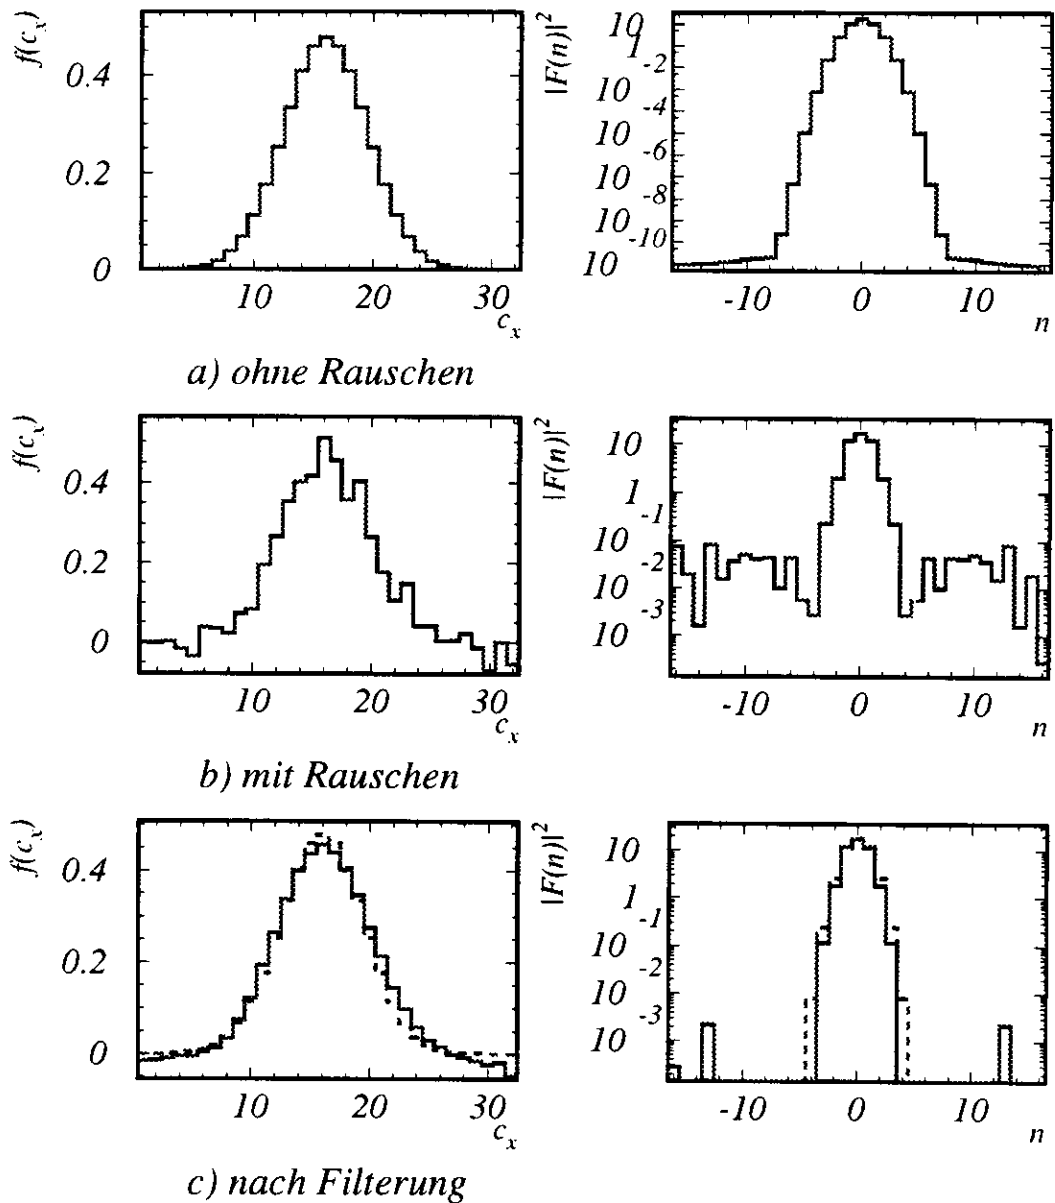 f(c_x)
0.4
0.2
0
10 20 30
c_x
|F(n)|^2
10
1
10^-2
10^-4
10^-6
10^-8
10^-10
-10 0 10
n
a) ohne Rauschen
f(c_x)
0.4
0.2
0
10 20 30
c_x
|F(n)|^2
10
1
10^-1
10^-2
10^-3
-10 0 10
n
b) mit Rauschen
f(c_x)
0.4
0.2
0
10 20 30
c_x
|F(n)|^2
10
1
10^-1
10^-2
10^-3
-10 0 10
n
c) nach Filterung